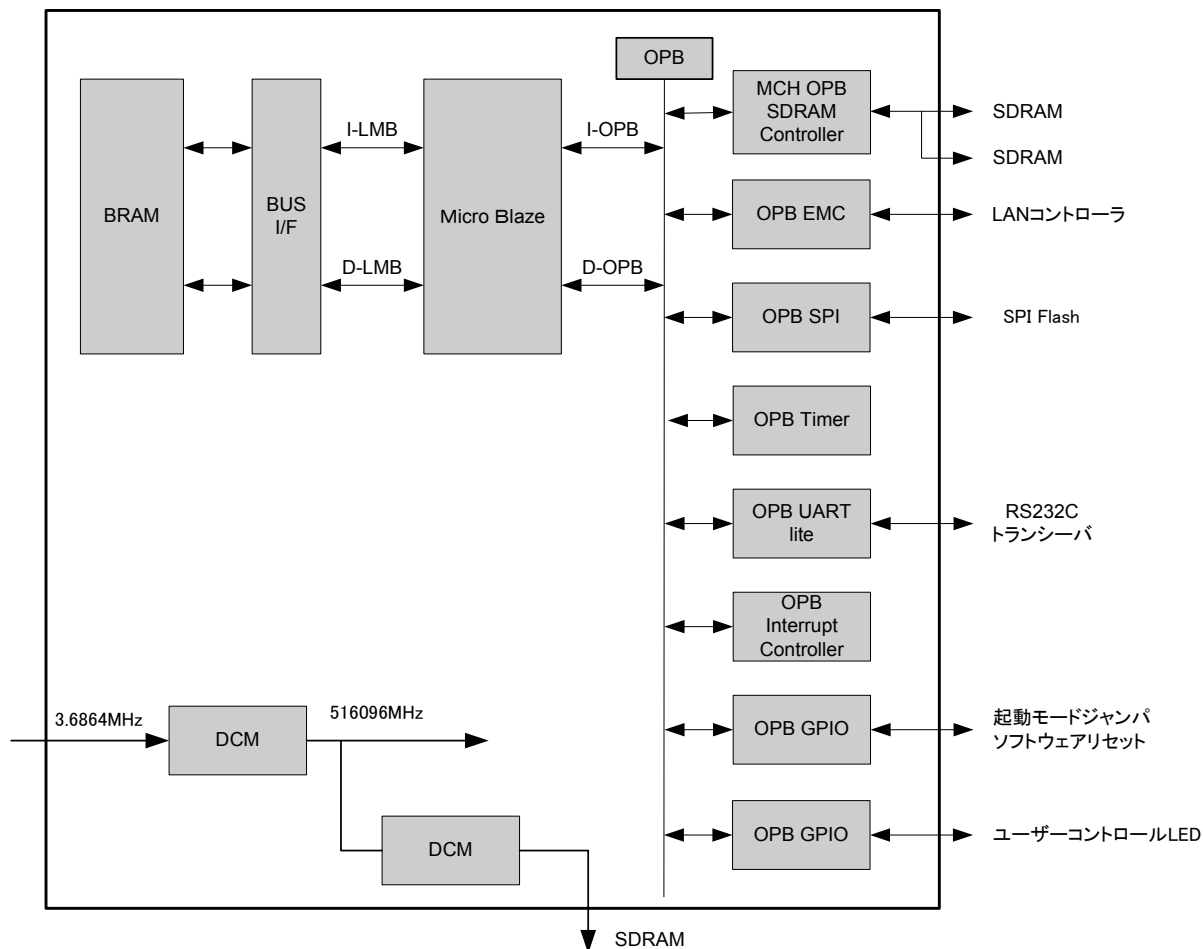 OPB
MCH OPB
SDRAM
Controller
SDRAM
SDRAM
BRAM
BUS
I/F
I-LMB
D-LMB
Micro Blaze
I-OPB
D-OPB
OPB EMC
LANコントローラ
OPB SPI
SPI Flash
OPB Timer
OPB UART
lite
RS232C
トランシーバ
OPB
Interrupt
Controller
OPB GPIO
起動モードジャンパ
ソフトウェアリセット
OPB GPIO
ユーザーコントロールLED
3.6864MHz
DCM
516096MHz
DCM
SDRAM